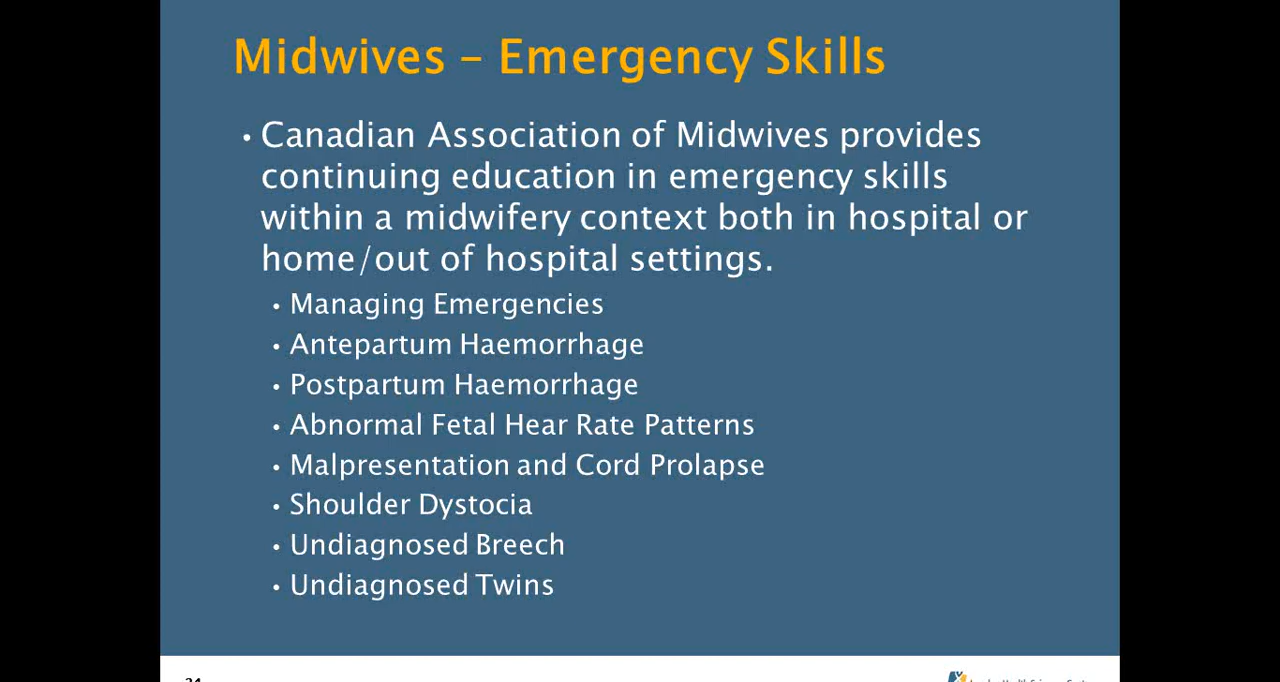 Midwives – Emergency Skills
• Canadian Association of Midwives provides
continuing education in emergency skills
within a midwifery context both in hospital or
home/out of hospital settings.
• Managing Emergencies
• Antepartum Haemorrhage
• Postpartum Haemorrhage
• Abnormal Fetal Hear Rate Patterns
• Malpresentation and Cord Prolapse
• Shoulder Dystocia
• Undiagnosed Breech
• Undiagnosed Twins